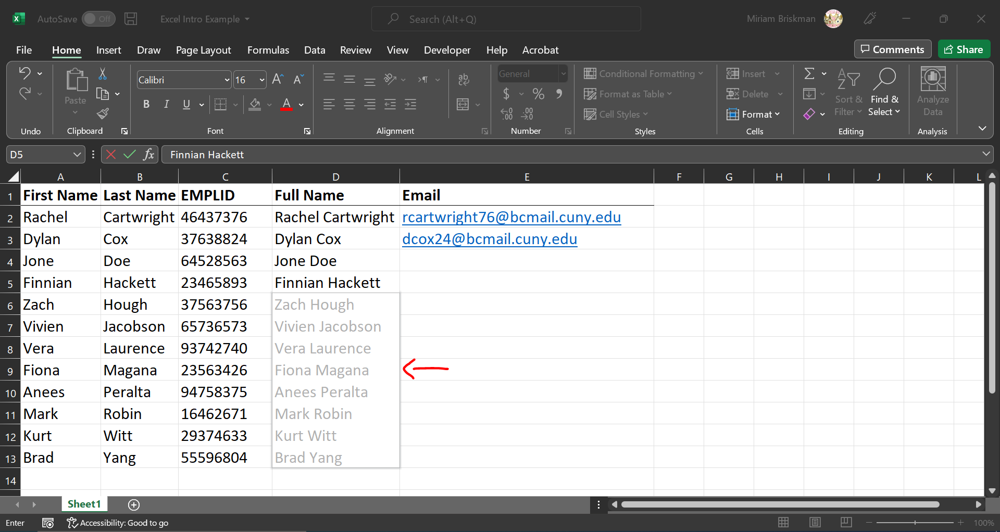 AutoSave Off Excel Intro Example Search (Alt+Q) Miriam Briskman
File Home Insert Draw Page Layout Formulas Data Review View Developer Help Acrobat Comments Share
Calibri 16 A A ab General Conditional Formatting Insert Σ A Z
Paste B I U A $ % Format as Table Delete Sort & Filter Find & Select Analyze Data
.00 .00 Cell Styles Format
Undo Clipboard Font Alignment Number Styles Cells Editing Analysis
D5 fx Finnian Hackett
A B C D E F G H I J K L
1 First Name Last Name EMPLID Full Name Email
2 Rachel Cartwright 46437376 Rachel Cartwright rcartwright76@bcmail.cuny.edu
3 Dylan Cox 37638824 Dylan Cox dcox24@bcmail.cuny.edu
4 Jone Doe 64528563 Jone Doe
5 Finnian Hackett 23465893 Finnian Hackett
6 Zach Hough 37563756 Zach Hough
7 Vivien Jacobson 65736573 Vivien Jacobson
8 Vera Laurence 93742740 Vera Laurence
9 Fiona Magana 23563426 Fiona Magana
10 Anees Peralta 94758375 Anees Peralta
11 Mark Robin 16462671 Mark Robin
12 Kurt Witt 29374633 Kurt Witt
13 Brad Yang 55596804 Brad Yang
14
Sheet1
Enter Accessibility: Good to go 100%